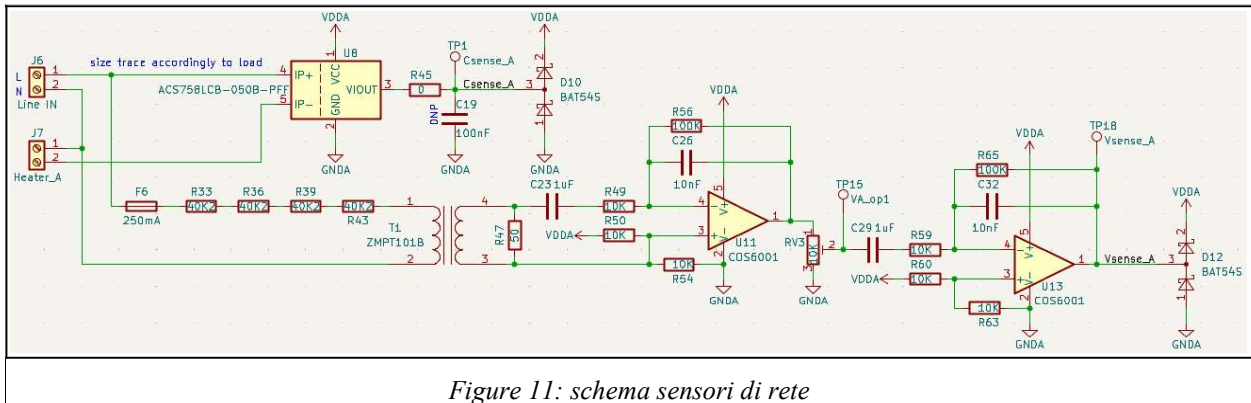 VDDA
VDDA
TP1
Csense_A
J6
size trace accordingly to load
U8
L
1
4
IP+
VCC
R45
D10
N
2
VIOUT
3
0
Csense_A
3
BAT54S
Line IN
ACS758LCB-050B-PFF
5
IP-
GND
C19
DNP
100nF
VDDA
R56
100K
VDDA
TP18
J7
1
2
GNDA
GNDA
GNDA
C26
R65
100K
Vsense_A
Heater_A
10nF
TP15
C32
VDDA
F6
R33
R36
R39
R43
C23
1uF
R49
VA_op1
10nF
250mA
40K2
40K2
40K2
40K2
1
4
10K
4
5
V+
C29
1uF
R59
4
5
V+
2
T1
R47
50
R50
1
RV3
10K
10K
1
Vsense_A
3
D12
ZMPT101B
VDDA
10K
3
V-
U11
2
R60
3
V-
U13
BAT54S
2
3
10K
2
COS6001
3
VDDA
10K
2
COS6001
1
R54
GNDA
GNDA
10K
R63
GNDA
GNDA
Figure 11: schema sensori di rete